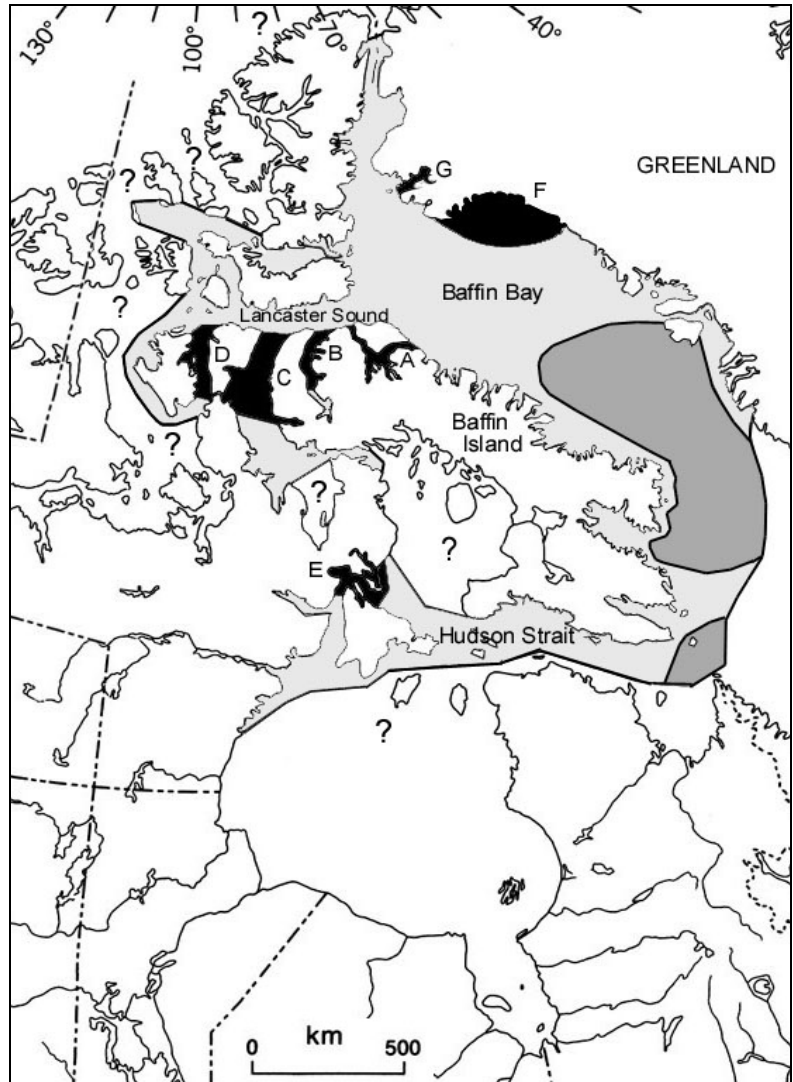 130°
100°
70°
40°
?
?
?
G
GREENLAND
F
?
Baffin Bay
Lancaster Sound
D
B
A
C
Baffin
Island
?
?
?
E
Hudson Strait
?
km
0
500